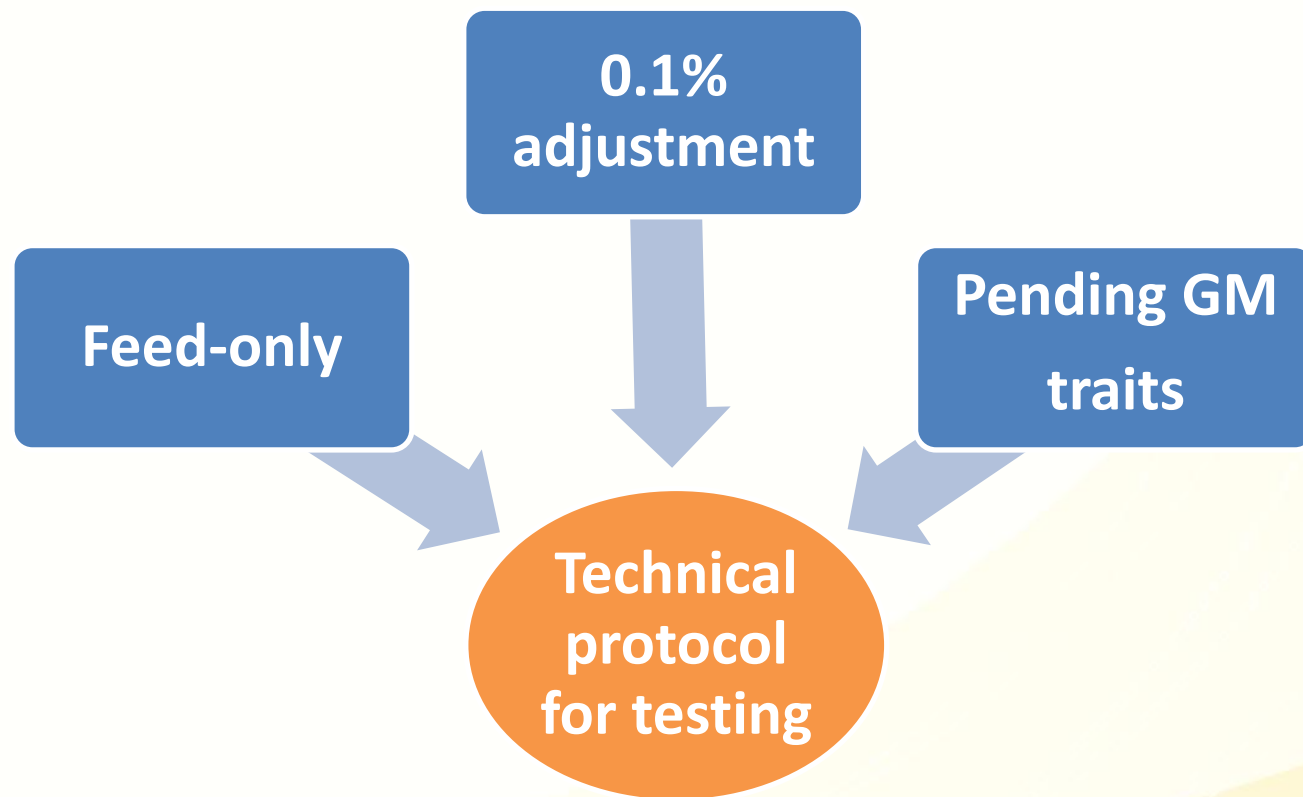 0.1%
adjustment
Feed-only
Pending GM
traits
Technical
protocol
for testing